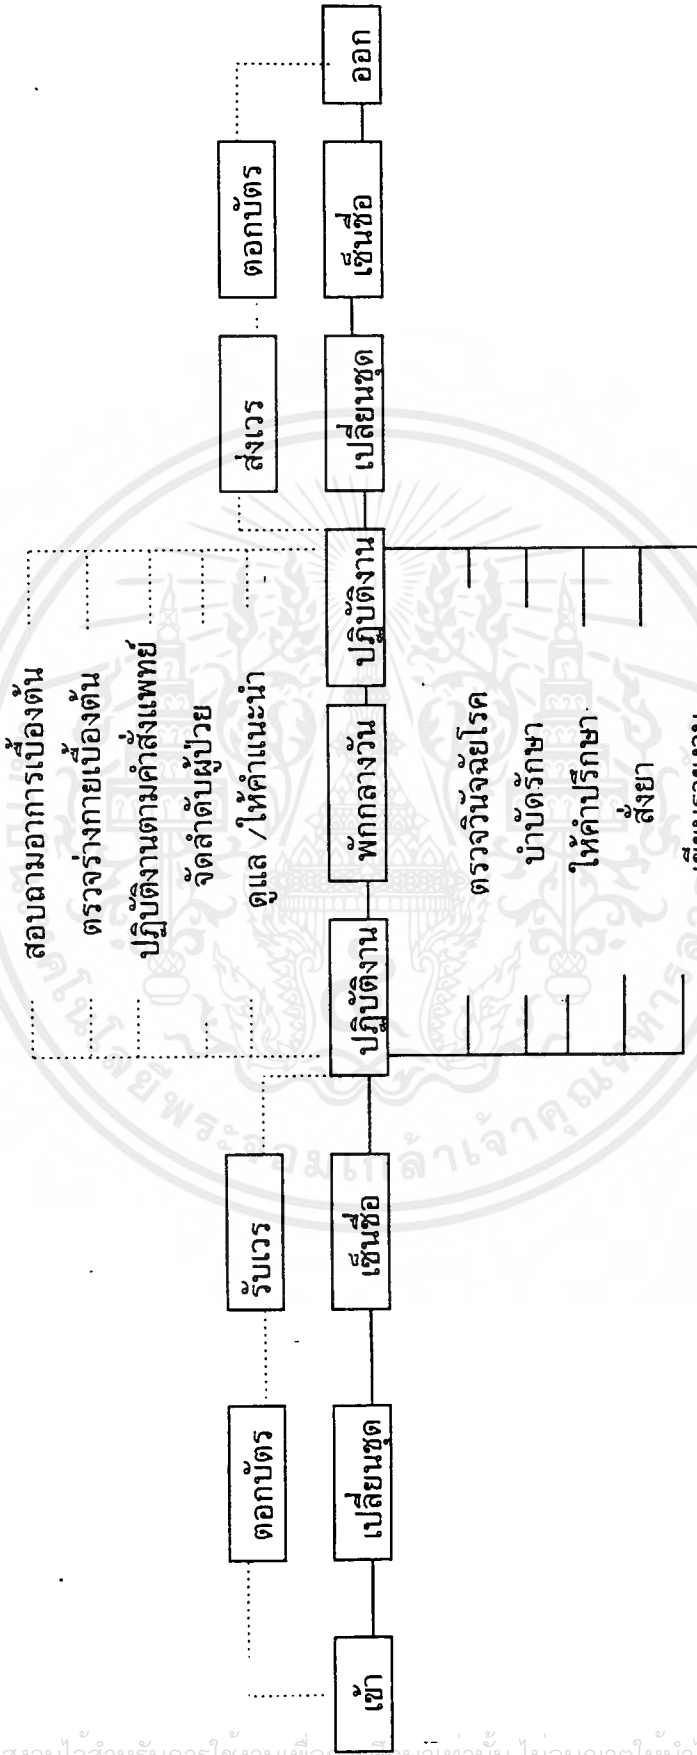 สอบถามอาการเบื้องต้น
ตรวจร่างกายเบื้องต้น
ปฏิบัติงานตามคำสั่งแพทย์
จัดลำดับผู้ป่วย
ดูแล /ให้คำแนะนำ
ตอกบัตร
รับเวร
ส่งเวร
ตอกบัตร
เข้า
เปลี่ยนชุด
เซ็นชื่อ
ปฏิบัติงาน
พักกลางวัน
ปฏิบัติงาน
เปลี่ยนชุด
เซ็นชื่อ
ออก
ตรวจวินิจฉัยโรค
บำบัดรักษา
ให้คำปรึกษา
สั่งยา